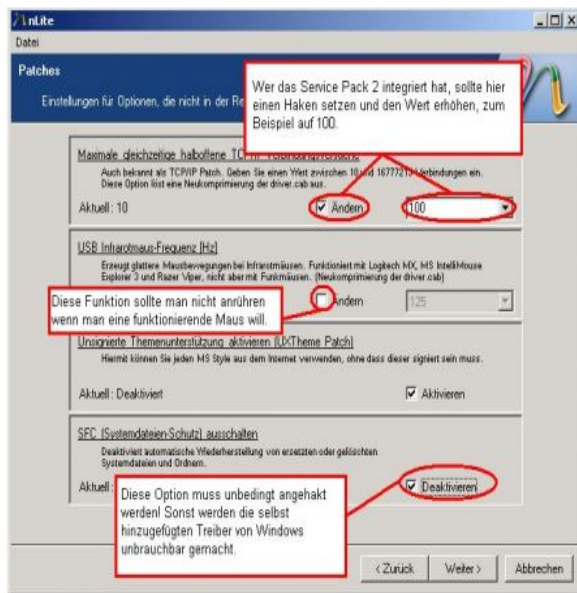 nLite
Datei
Patches
Einstellungen für Optionen, die nicht in der Re
Wer das Service Pack 2 integriert hat, sollte hier
einen Haken setzen und den Wert erhöhen, zum
Beispiel auf 100.
Maximale gleichzeitige halboffene TCP/IP Verbindungsversuche
Auch bekannt als TCP/IP Patch. Geben Sie einen Wert zwischen 10 und 16777213 Verbindungen ein.
Diese Option löst eine Neukomprimierung der driver.cab aus.
Aktuell: 10
Ändern
100
USB Infrarotmaus-Frequenz [Hz]
Erzeugt glattere Mausbewegungen bei Infrarotmäusen. Funktioniert mit Logitech MX, MS IntelliMouse
Explorer 3 und Razer Viper, nicht aber mit Funkmäusen. (Neukomprimierung der driver.cab)
Diese Funktion sollte man nicht anrühren
wenn man eine funktionierende Maus will.
Ändern
125
Unsignierte Themenunterstützung aktivieren (UXTheme Patch)
Hiermit können Sie jeden MS Style aus dem Internet verwenden, ohne dass dieser signiert sein muss.
Aktuell: Deaktiviert
Aktivieren
SFC (Systemdateien-Schutz) ausschalten
Deaktiviert automatische Wiederherstellung von ersetzten oder gelöschten
Systemdateien und Ordnern.
Aktuell:
Deaktivieren
Diese Option muss unbedingt angehakt
werden! Sonst werden die selbst
hinzugefügten Treiber von Windows
unbrauchbar gemacht.
< Zurück
Weiter >
Abbrechen